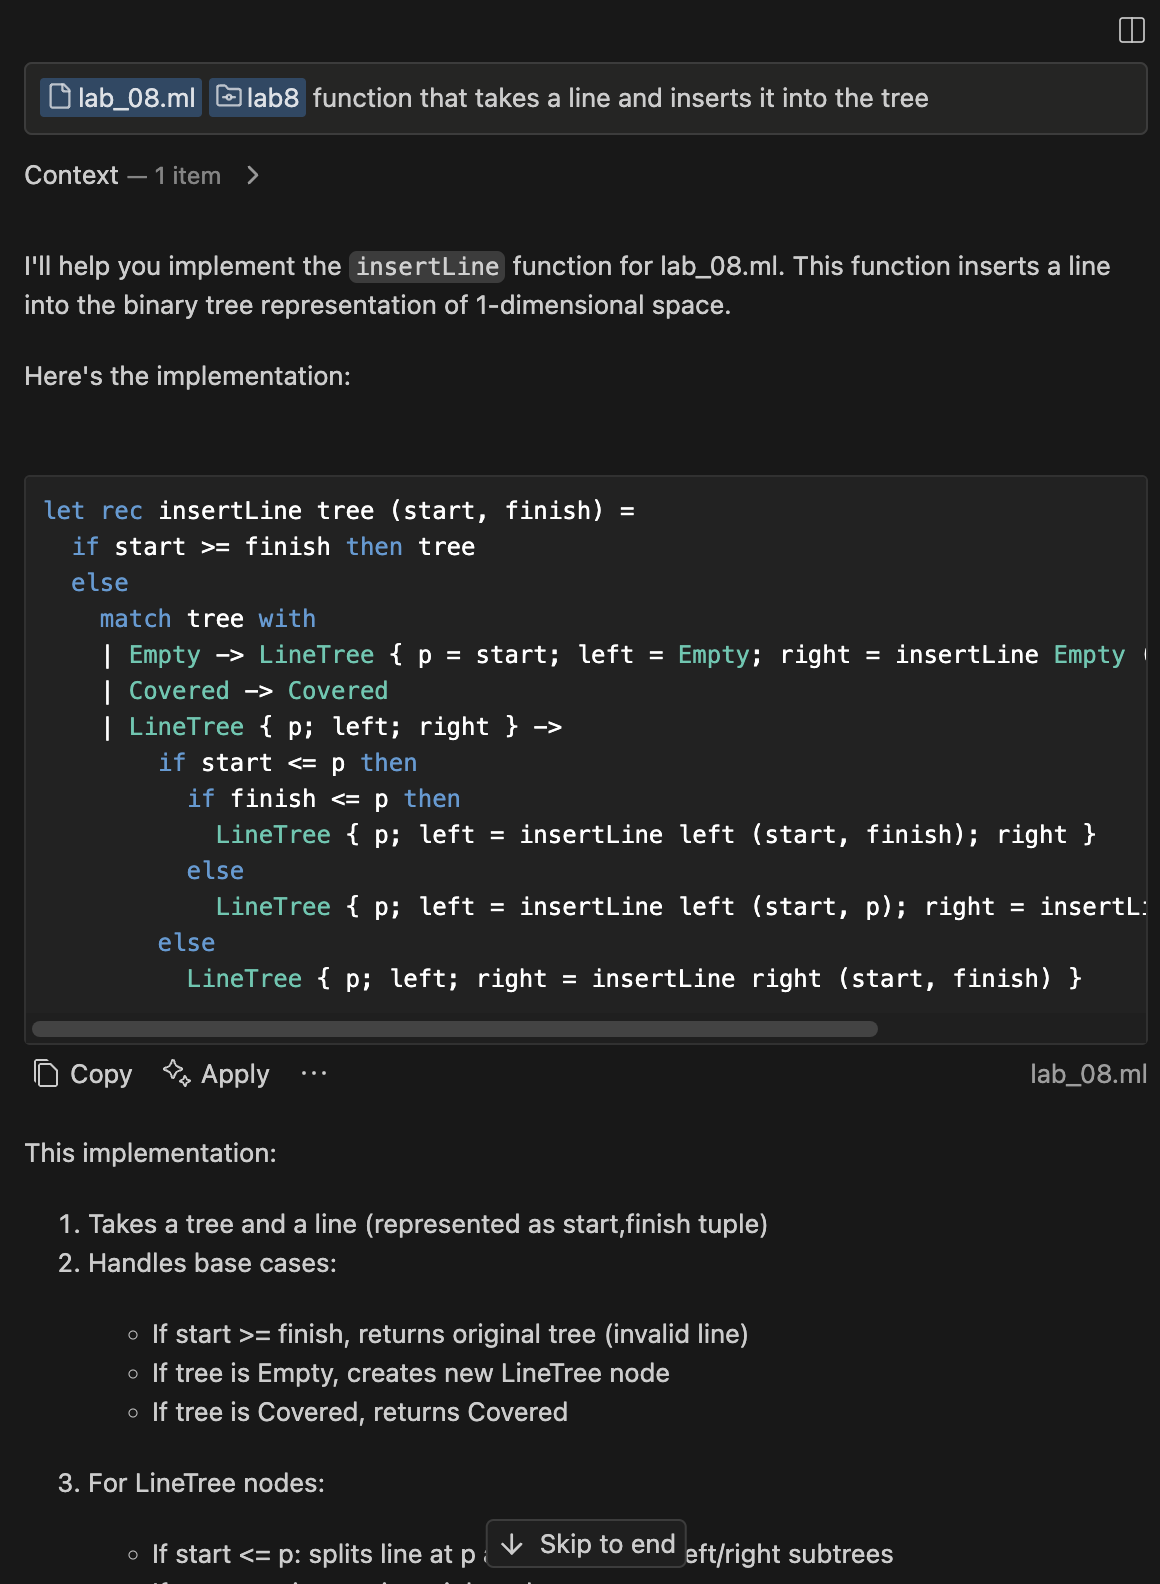 lab_08.ml lab8 function that takes a line and inserts it into the tree
Context — 1 item
I'll help you implement the insertLine function for lab_08.ml. This function inserts a line
into the binary tree representation of 1-dimensional space.
Here's the implementation:
let rec insertLine tree (start, finish) =
  if start >= finish then tree
  else
    match tree with
    | Empty -> LineTree { p = start; left = Empty; right = insertLine Empty (
    | Covered -> Covered
    | LineTree { p; left; right } ->
        if start <= p then
          if finish <= p then
            LineTree { p; left = insertLine left (start, finish); right }
          else
            LineTree { p; left = insertLine left (start, p); right = insertLi
        else
          LineTree { p; left; right = insertLine right (start, finish) }
Copy Apply ··· lab_08.ml
This implementation:
1. Takes a tree and a line (represented as start,finish tuple)
2. Handles base cases:
◦ If start >= finish, returns original tree (invalid line)
◦ If tree is Empty, creates new LineTree node
◦ If tree is Covered, returns Covered
3. For LineTree nodes:
◦ If start <= p: splits line at p
Skip to end
eft/right subtrees